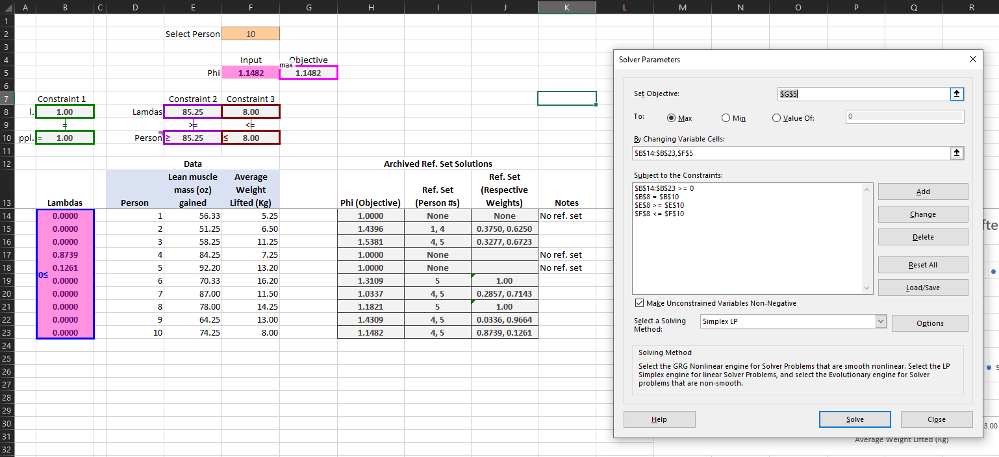 A B C D E F G H I J K L M N O P Q R
1
2 Select Person 10
3
4 Input Objective
max
5 Phi 1.1482 1.1482
6
7 Constraint 1 Constraint 2 Constraint 3
8 l. 1.00 Lamdas 85.25 8.00
9 = >= <=
10 ppl. = 1.00 Person ≥ 85.25 ≤ 8.00
11
12 Data Archived Ref. Set Solutions
Lean muscle Average Ref. Set
mass (oz) Weight Ref. Set (Respective
13 Lambdas Person gained Lifted (Kg) Phi (Objective) (Person #s) Weights) Notes
14 0.0000 1 56.33 5.25 1.0000 None None No ref. set
15 0.0000 2 51.25 6.50 1.4396 1, 4 0.3750, 0.6250
16 0.0000 3 58.25 11.25 1.5381 4, 5 0.3277, 0.6723
17 0.8739 4 84.25 7.25 1.0000 None No ref. set
18 0.1261 5 92.20 13.20 1.0000 None No ref. set
0≤
19 0.0000 6 70.33 16.20 1.3109 5 1.00
20 0.0000 7 87.00 11.50 1.0337 4, 5 0.2857, 0.7143
21 0.0000 8 78.00 14.25 1.1821 5 1.00
22 0.0000 9 64.25 13.00 1.4309 4, 5 0.0336, 0.9664
23 0.0000 10 74.25 8.00 1.1482 4, 5 0.8739, 0.1261
24
25
26
27
28
29
30
31
32
Solver Parameters
Set Objective: $G$5
To: Max Min Value Of: 0
By Changing Variable Cells:
$B$14:$B$23,$F$5
Subject to the Constraints:
$B$14:$B$23 >= 0
$B$8 = $B$10
$E$8 >= $E$10
$F$8 <= $F$10
Add
Change
Delete
Reset All
Load/Save
Make Unconstrained Variables Non-Negative
Select a Solving
Method:
Simplex LP
Options
Solving Method
Select the GRG Nonlinear engine for Solver Problems that are smooth nonlinear. Select the LP
Simplex engine for linear Solver Problems, and select the Evolutionary engine for Solver
problems that are non-smooth.
Help Solve Close
fte
9
3.00
Average Weight Lifted (Kg)